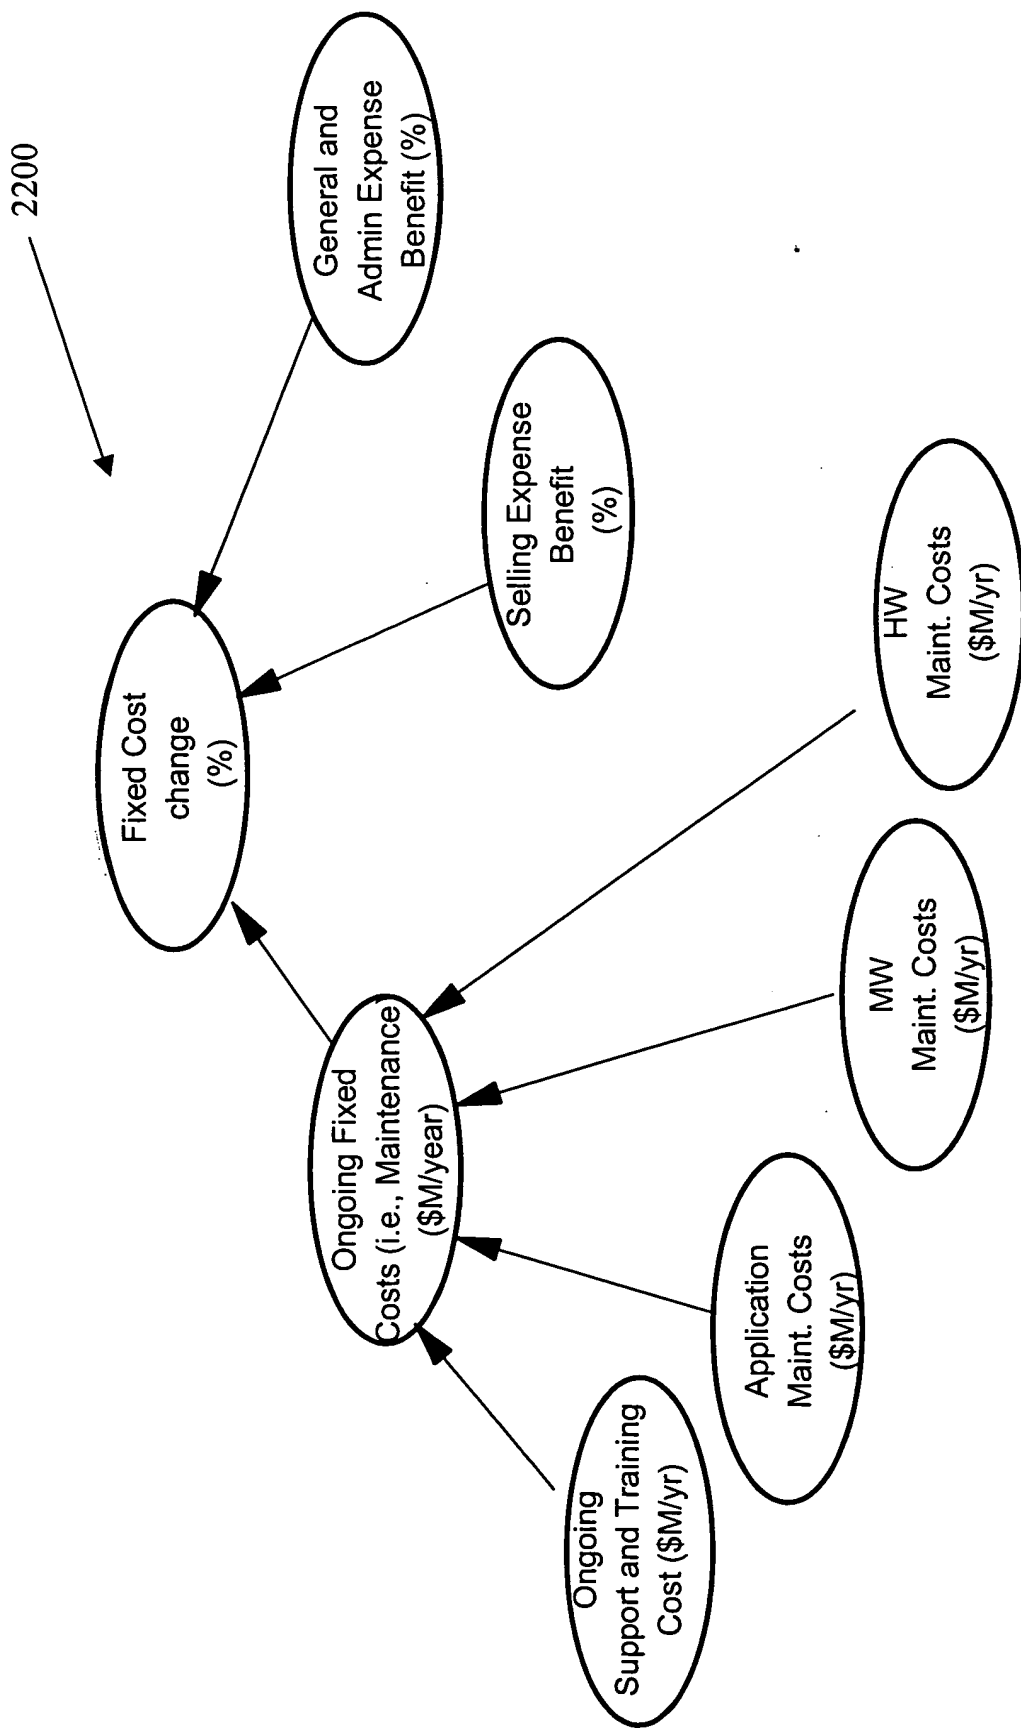 2200
Fixed Cost
change
(%)
General and
Admin Expense
Benefit (%)
Selling Expense
Benefit
(%)
Ongoing Fixed
Costs (i.e., Maintenance
($M/year)
Ongoing
Support and Training
Cost ($M/yr)
Application
Maint. Costs
($M/yr)
MW
Maint. Costs
($M/yr)
HW
Maint. Costs
($M/yr)